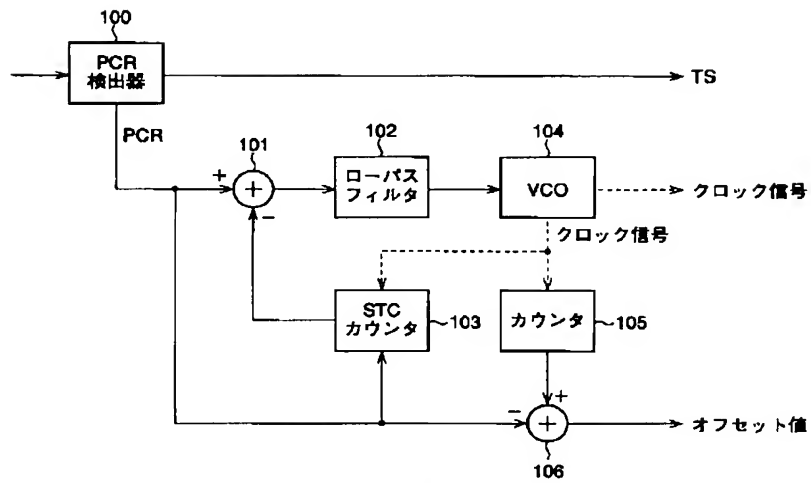 100
PCR
検出器
TS
PCR
101
102
104
+
+
−
ローパス
フィルタ
VCO
クロック信号
クロック信号
STC
カウンタ
103
カウンタ
105
+
−
+
オフセット値
106